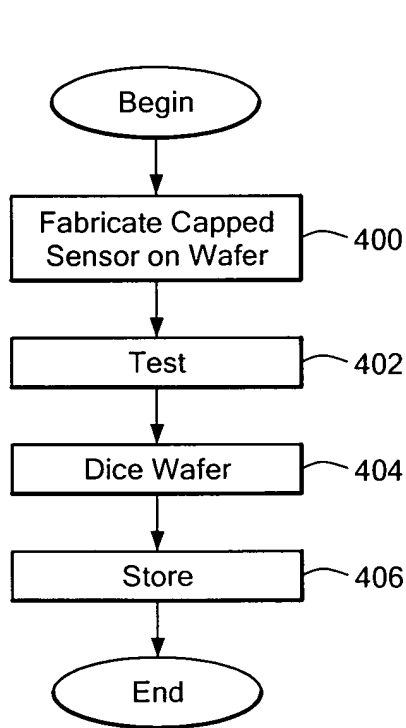 Begin
Fabricate Capped
Sensor on Wafer
400
Test
402
Dice Wafer
404
Store
406
End